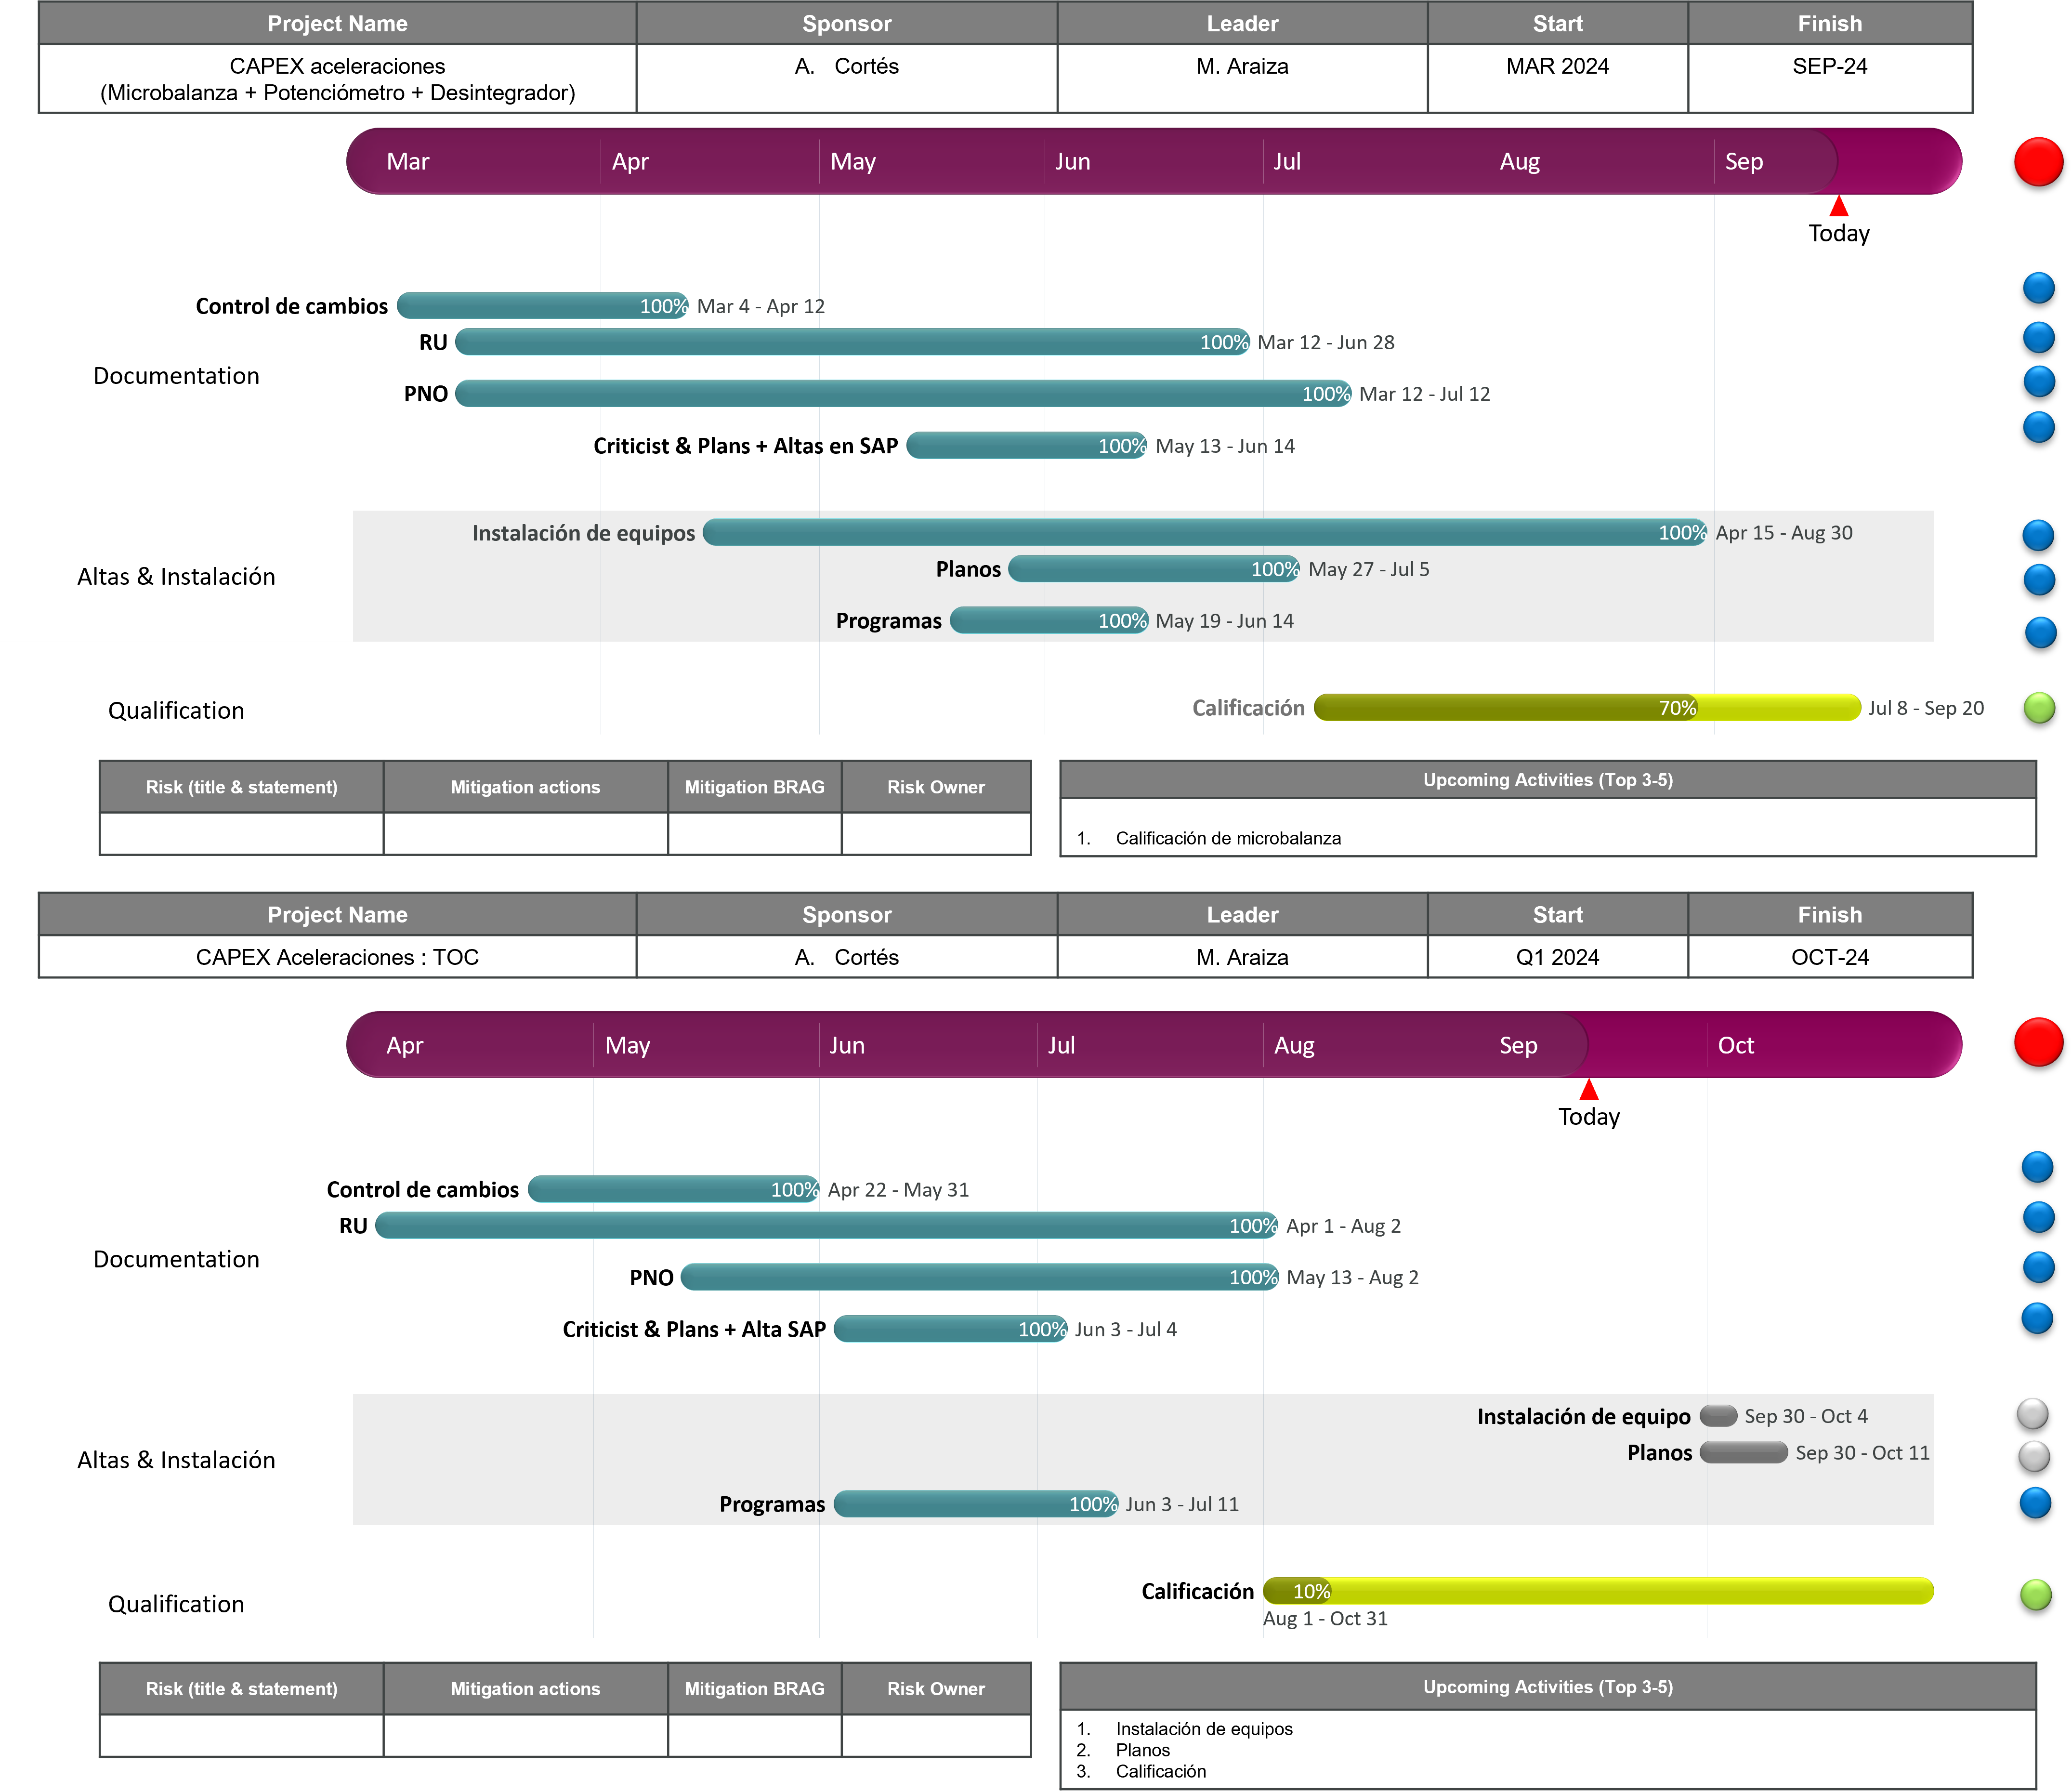 Project Name Sponsor Leader Start Finish
CAPEX aceleraciones A. Cortés M. Araiza MAR 2024 SEP-24
(Microbalanza + Potenciómetro + Desintegrador)
Mar Apr May Jun Jul Aug Sep
Today
Control de cambios 100% Mar 4 - Apr 12
RU 100% Mar 12 - Jun 28
Documentation
PNO 100% Mar 12 - Jul 12
Criticist & Plans + Altas en SAP 100% May 13 - Jun 14
Instalación de equipos 100% Apr 15 - Aug 30
Planos 100% May 27 - Jul 5
Altas & Instalación
Programas 100% May 19 - Jun 14
Qualification Calificación 70% Jul 8 - Sep 20
Risk (title & statement) Mitigation actions Mitigation BRAG Risk Owner
Upcoming Activities (Top 3-5)
1. Calificación de microbalanza
Project Name Sponsor Leader Start Finish
CAPEX Aceleraciones : TOC A. Cortés M. Araiza Q1 2024 OCT-24
Apr May Jun Jul Aug Sep Oct
Today
Control de cambios 100% Apr 22 - May 31
RU 100% Apr 1 - Aug 2
Documentation
PNO 100% May 13 - Aug 2
Criticist & Plans + Alta SAP 100% Jun 3 - Jul 4
Instalación de equipo Sep 30 - Oct 4
Planos Sep 30 - Oct 11
Altas & Instalación
Programas 100% Jun 3 - Jul 11
Qualification Calificación 10%
Aug 1 - Oct 31
Risk (title & statement) Mitigation actions Mitigation BRAG Risk Owner
Upcoming Activities (Top 3-5)
1. Instalación de equipos
2. Planos
3. Calificación